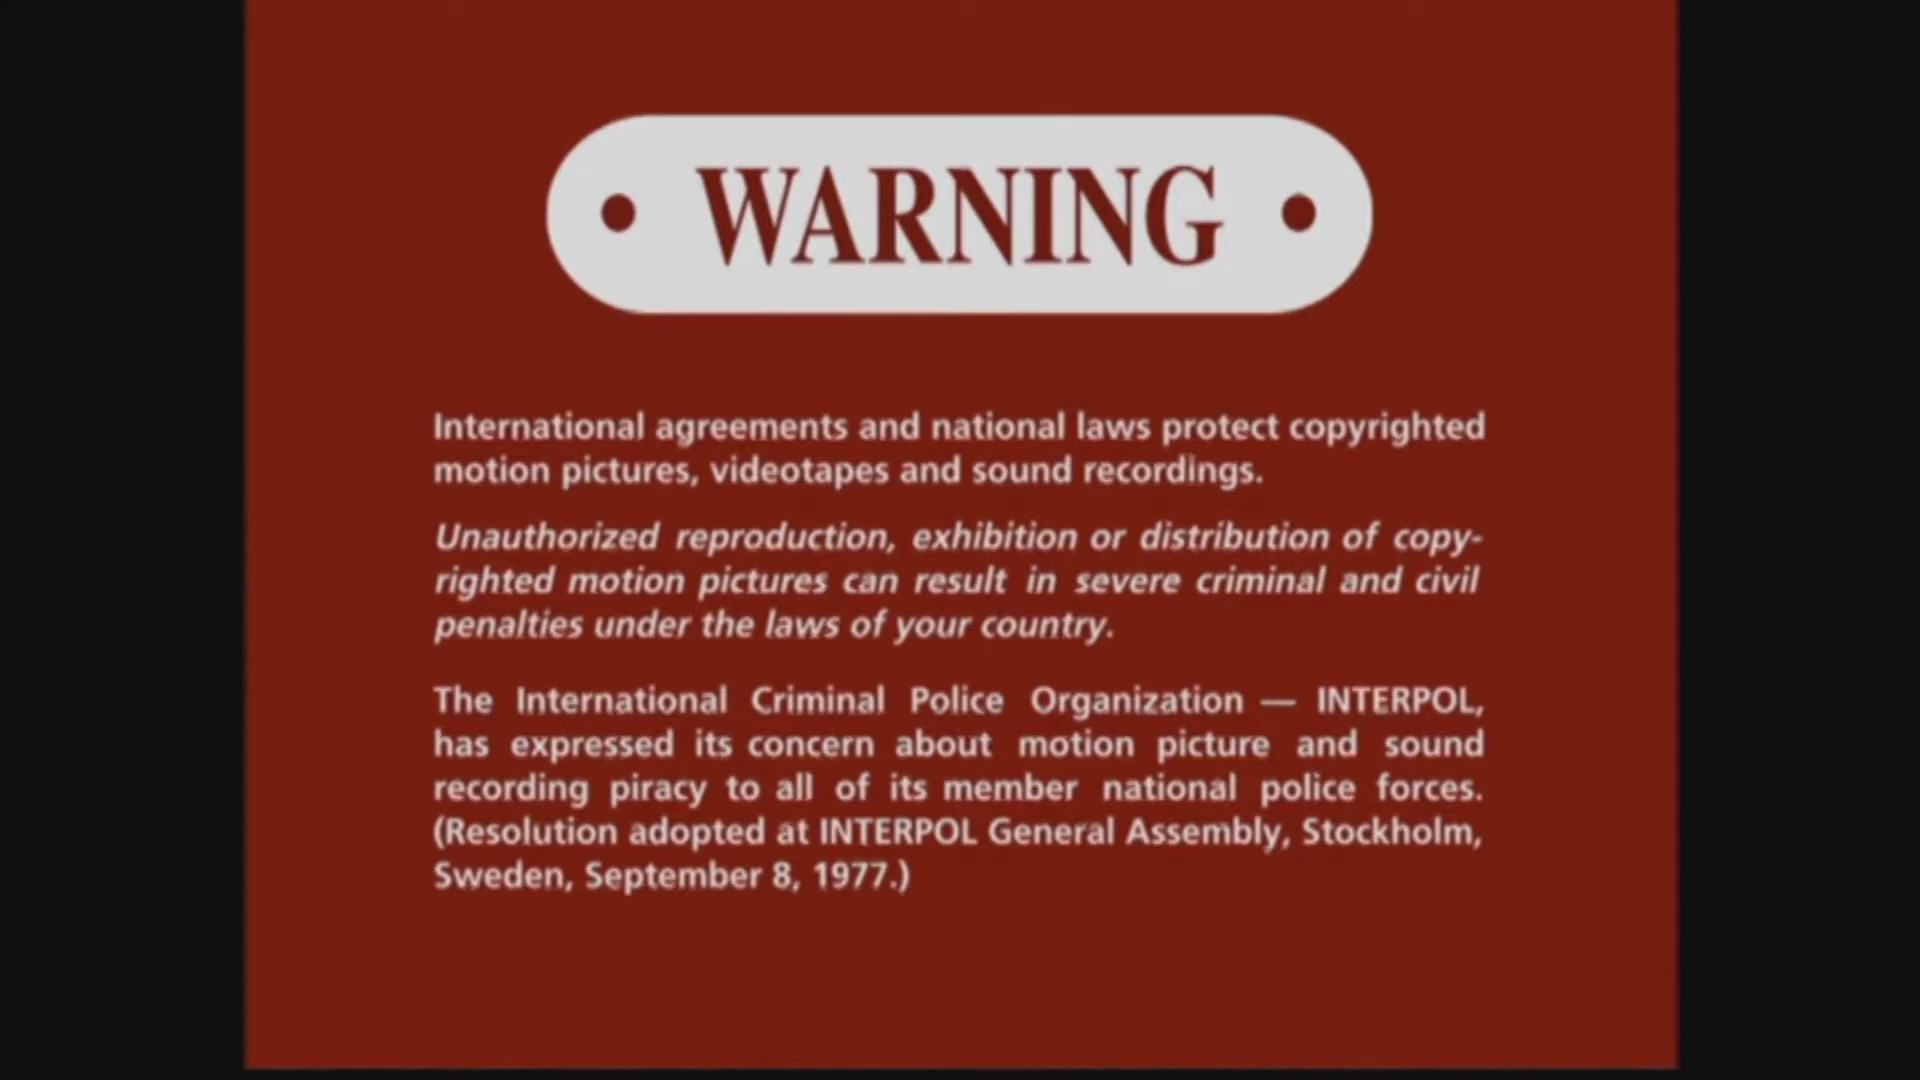 WARNING
International agreements and national laws protect copyrighted
motion pictures, videotapes and sound recordings.
Unauthorized reproduction, exhibition or distribution of copy-
righted motion pictures can result in severe criminal and civil
penalties under the laws of your country.
The International Criminal Police Organization — INTERPOL,
has expressed its concern about motion picture and sound
recording piracy to all of its member national police forces.
(Resolution adopted at INTERPOL General Assembly, Stockholm,
Sweden, September 8, 1977.)